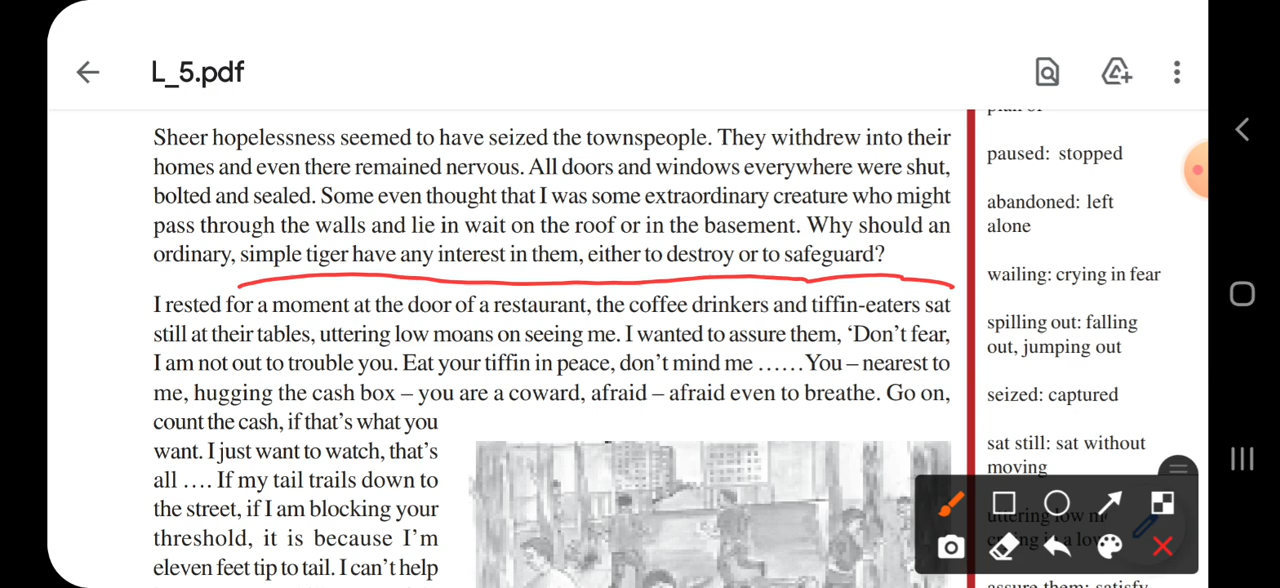 L_5.pdf
Sheer hopelessness seemed to have seized the townspeople. They withdrew into their
homes and even there remained nervous. All doors and windows everywhere were shut,
bolted and sealed. Some even thought that I was some extraordinary creature who might
pass through the walls and lie in wait on the roof or in the basement. Why should an
ordinary, simple tiger have any interest in them, either to destroy or to safeguard?
I rested for a moment at the door of a restaurant, the coffee drinkers and tiffin-eaters sat
still at their tables, uttering low moans on seeing me. I wanted to assure them, ‘Don’t fear,
I am not out to trouble you. Eat your tiffin in peace, don’t mind me ……You – nearest to
me, hugging the cash box – you are a coward, afraid – afraid even to breathe. Go on,
count the cash, if that’s what you
want. I just want to watch, that’s
all …. If my tail trails down to
the street, if I am blocking your
threshold, it is because I’m
eleven feet tip to tail. I can’t help
paused: stopped
abandoned: left
alone
wailing: crying in fear
spilling out: falling
out, jumping out
seized: captured
sat still: sat without
moving
uttering low
assure them: satisfy